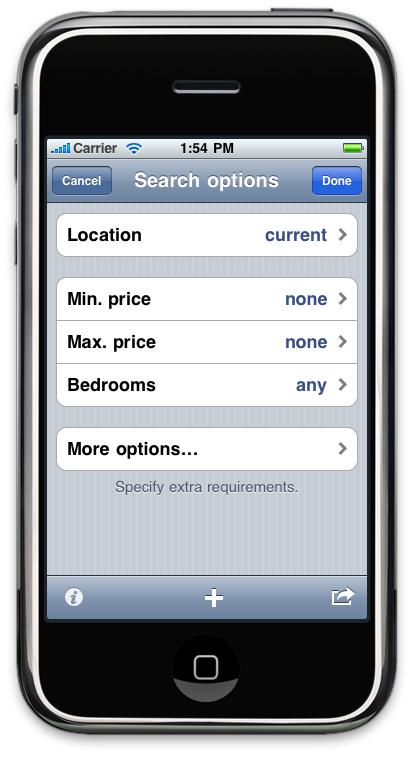 Carrier 1:54 PM
Cancel Search options Done
Location current
Min. price none
Max. price none
Bedrooms any
More options...
Specify extra requirements.